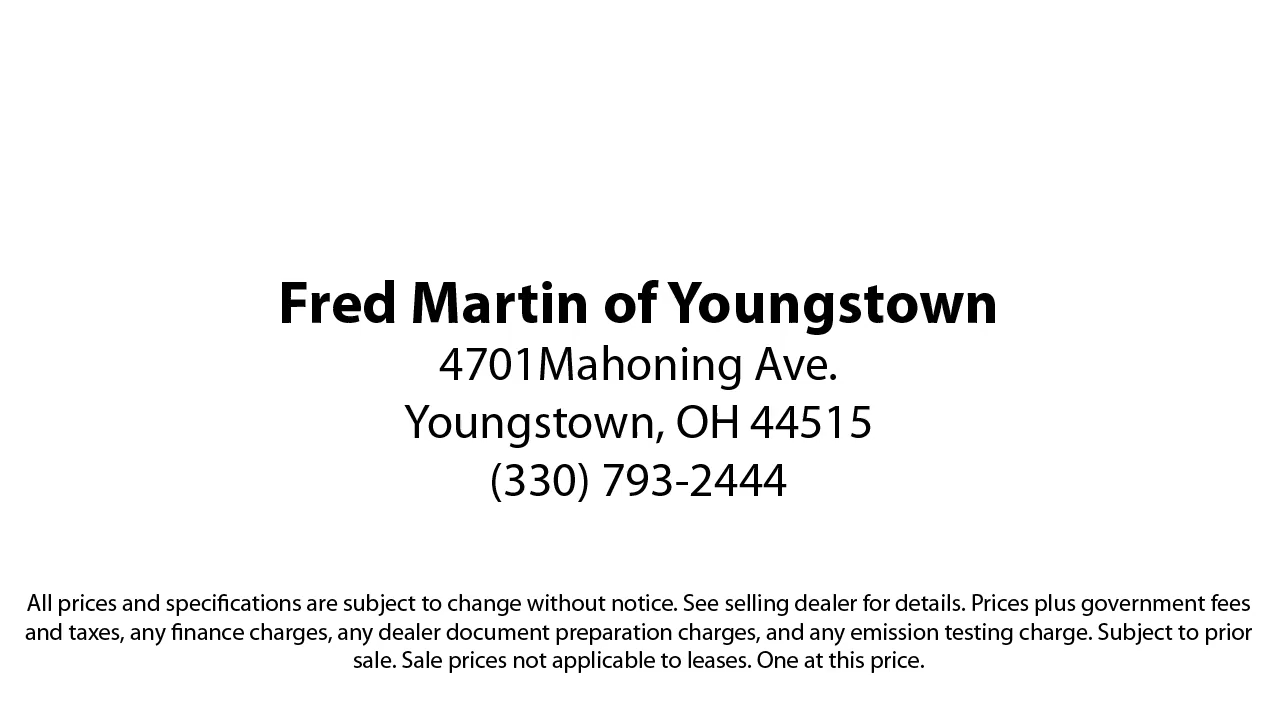 Fred Martin of Youngstown
4701Mahoning Ave.
Youngstown, OH 44515
(330) 793-2444
All prices and specifications are subject to change without notice. See selling dealer for details. Prices plus government fees
and taxes, any finance charges, any dealer document preparation charges, and any emission testing charge. Subject to prior
sale. Sale prices not applicable to leases. One at this price.